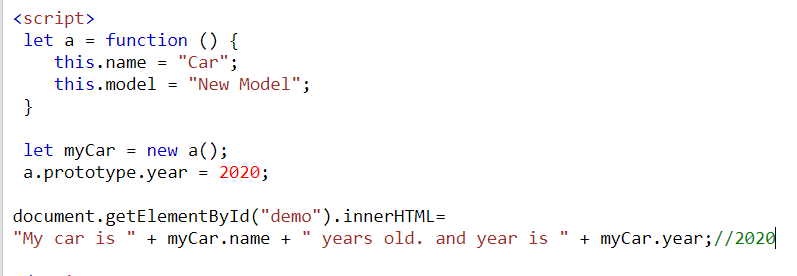 <script>
let a = function () {
this.name = "Car";
this.model = "New Model";
}
let myCar = new a();
a.prototype.year = 2020;
document.getElementById("demo").innerHTML=
"My car is " + myCar.name + " years old. and year is " + myCar.year;//2020